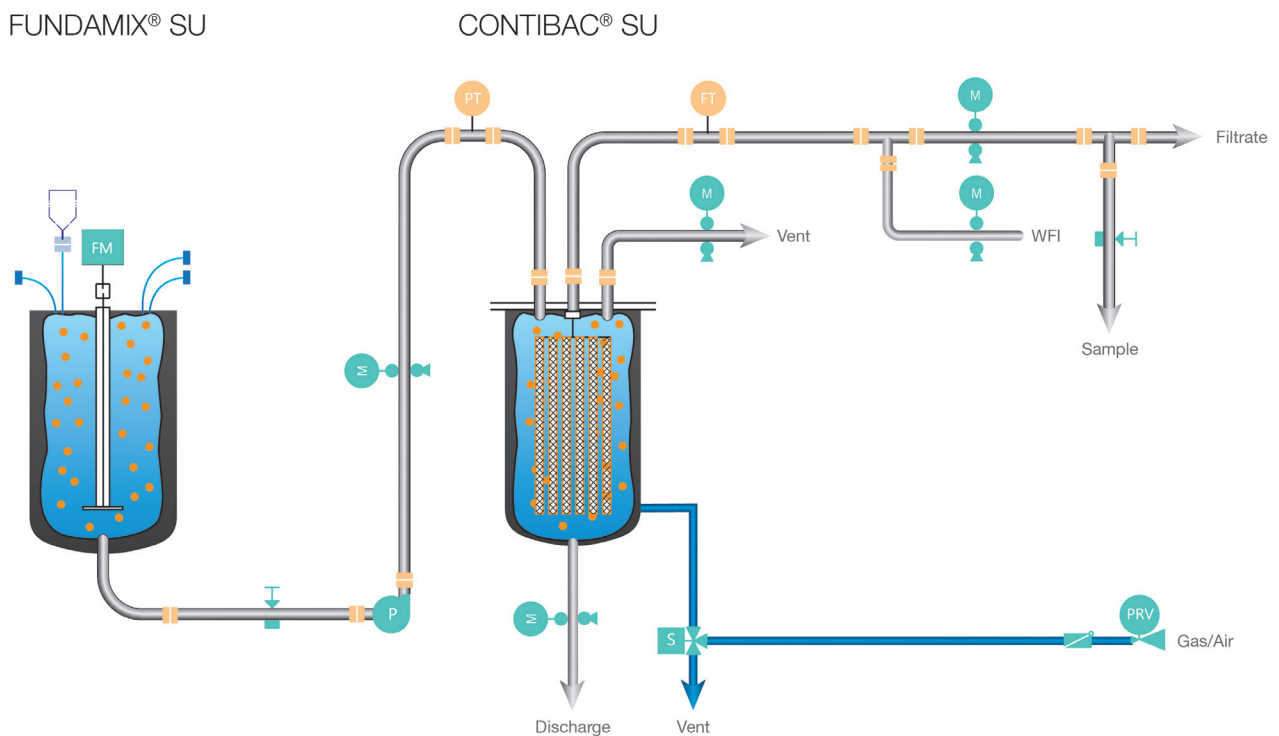 FUNDAMIX® SU
CONTIBAC® SU
PT
FT
M
Filtrate
M
M
Vent
WFI
FM
Sample
M
P
M
S
PRV
Gas/Air
Discharge
Vent